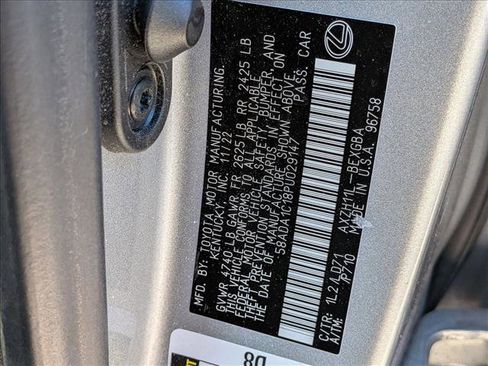 MFD. BY: TOYOTA MOTOR MANUFACTURING,
KENTUCKY, INC. 11/22
GVWR 4740 LB GAWR FR 2625 LB RR 2425 LB
THIS VEHICLE CONFORMS TO ALL APPLICABLE
FEDERAL MOTOR VEHICLE SAFETY, BUMPER, AND
THEFT PREVENTION STANDARDS IN EFFECT ON
THE DATE OF MANUFACTURE SHOWN ABOVE.
58ADA1C18PU029147 PASS. CAR
C/TR: 1L2 LD71 AXZH11L-BEXGBA
A/TM: P710 MADE IN U.S.A. 96758
D8